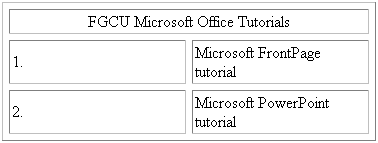 FGCU Microsoft Office Tutorials
1.
Microsoft FrontPage
tutorial
2.
Microsoft PowerPoint
tutorial